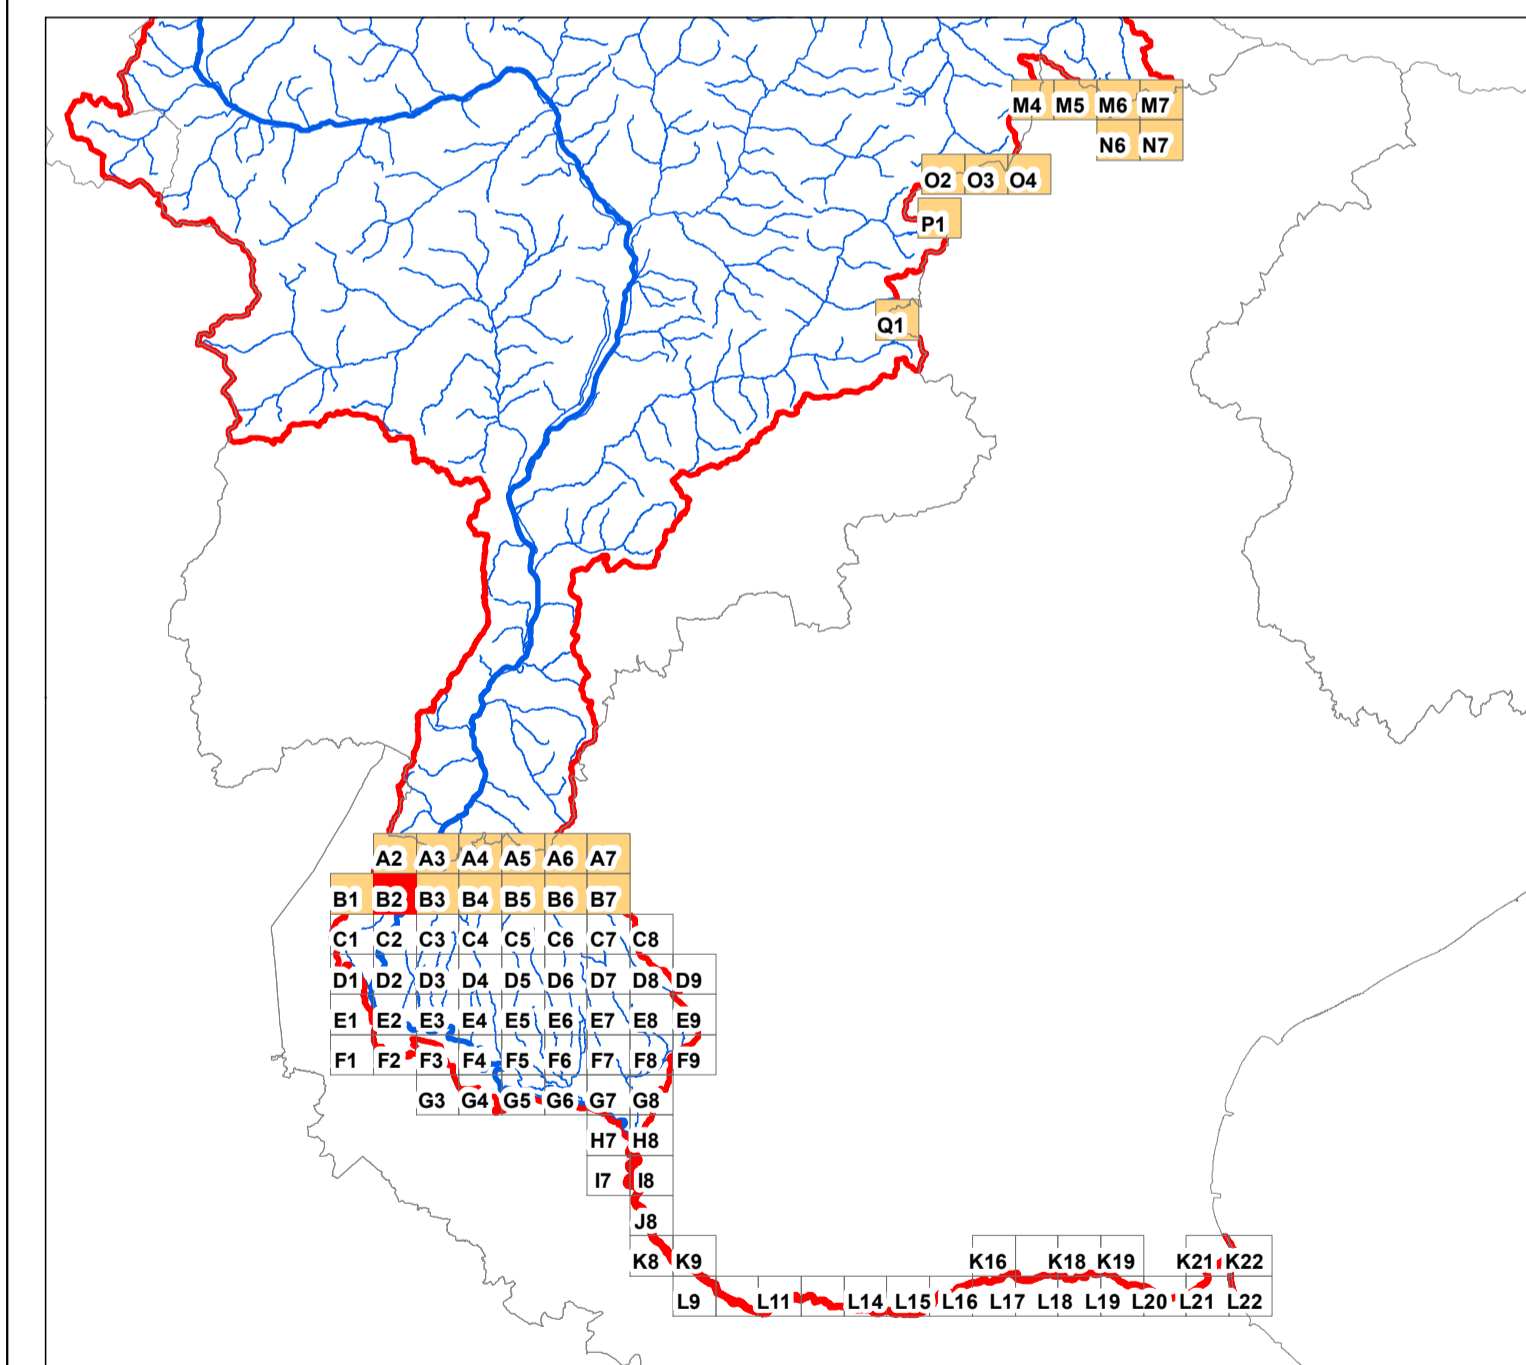 M4 M5 M6 M7
N6 N7
O2 O3 O4
P1
Q1
A2 A3 A4 A5 A6 A7
B1 B2 B3 B4 B5 B6 B7
C1 C2 C3 C4 C5 C6 C7 C8
D1 D2 D3 D4 D5 D6 D7 D8 D9
E1 E2 E3 E4 E5 E6 E7 E8 E9
F1 F2 F3 F4 F5 F6 F7 F8 F9
G3 G4 G5 G6 G7 G8
H7 H8
I7 I8
J8
K8 K9 K16 K18 K19 K21 K22
L9 L11 L14 L15 L16 L17 L18 L19 L20 L21 L22